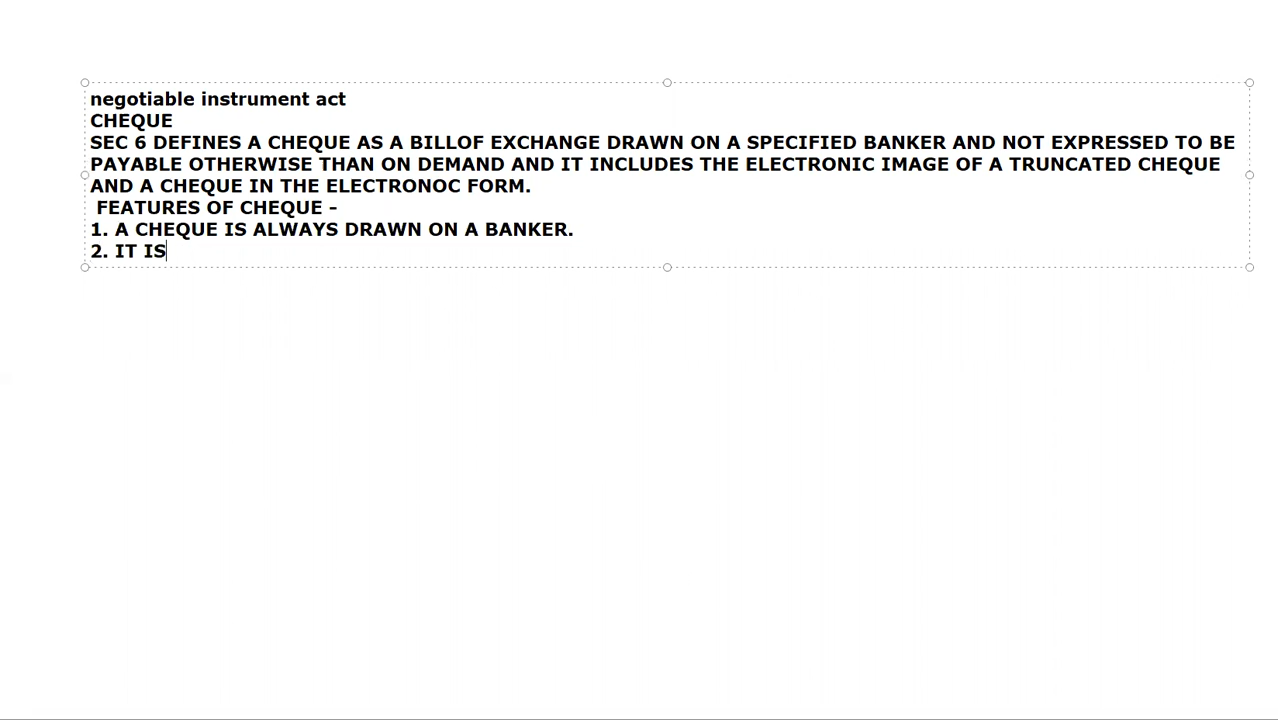 negotiable instrument act
CHEQUE
SEC 6 DEFINES A CHEQUE AS A BILLOF EXCHANGE DRAWN ON A SPECIFIED BANKER AND NOT EXPRESSED TO BE
PAYABLE OTHERWISE THAN ON DEMAND AND IT INCLUDES THE ELECTRONIC IMAGE OF A TRUNCATED CHEQUE
AND A CHEQUE IN THE ELECTRONOC FORM.
FEATURES OF CHEQUE -
1. A CHEQUE IS ALWAYS DRAWN ON A BANKER.
2. IT IS